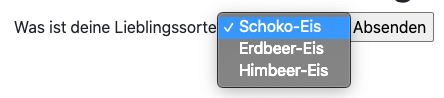 Was ist deine Lieblingssorte ✓ Schoko-Eis Absenden
Erdbeer-Eis
Himbeer-Eis